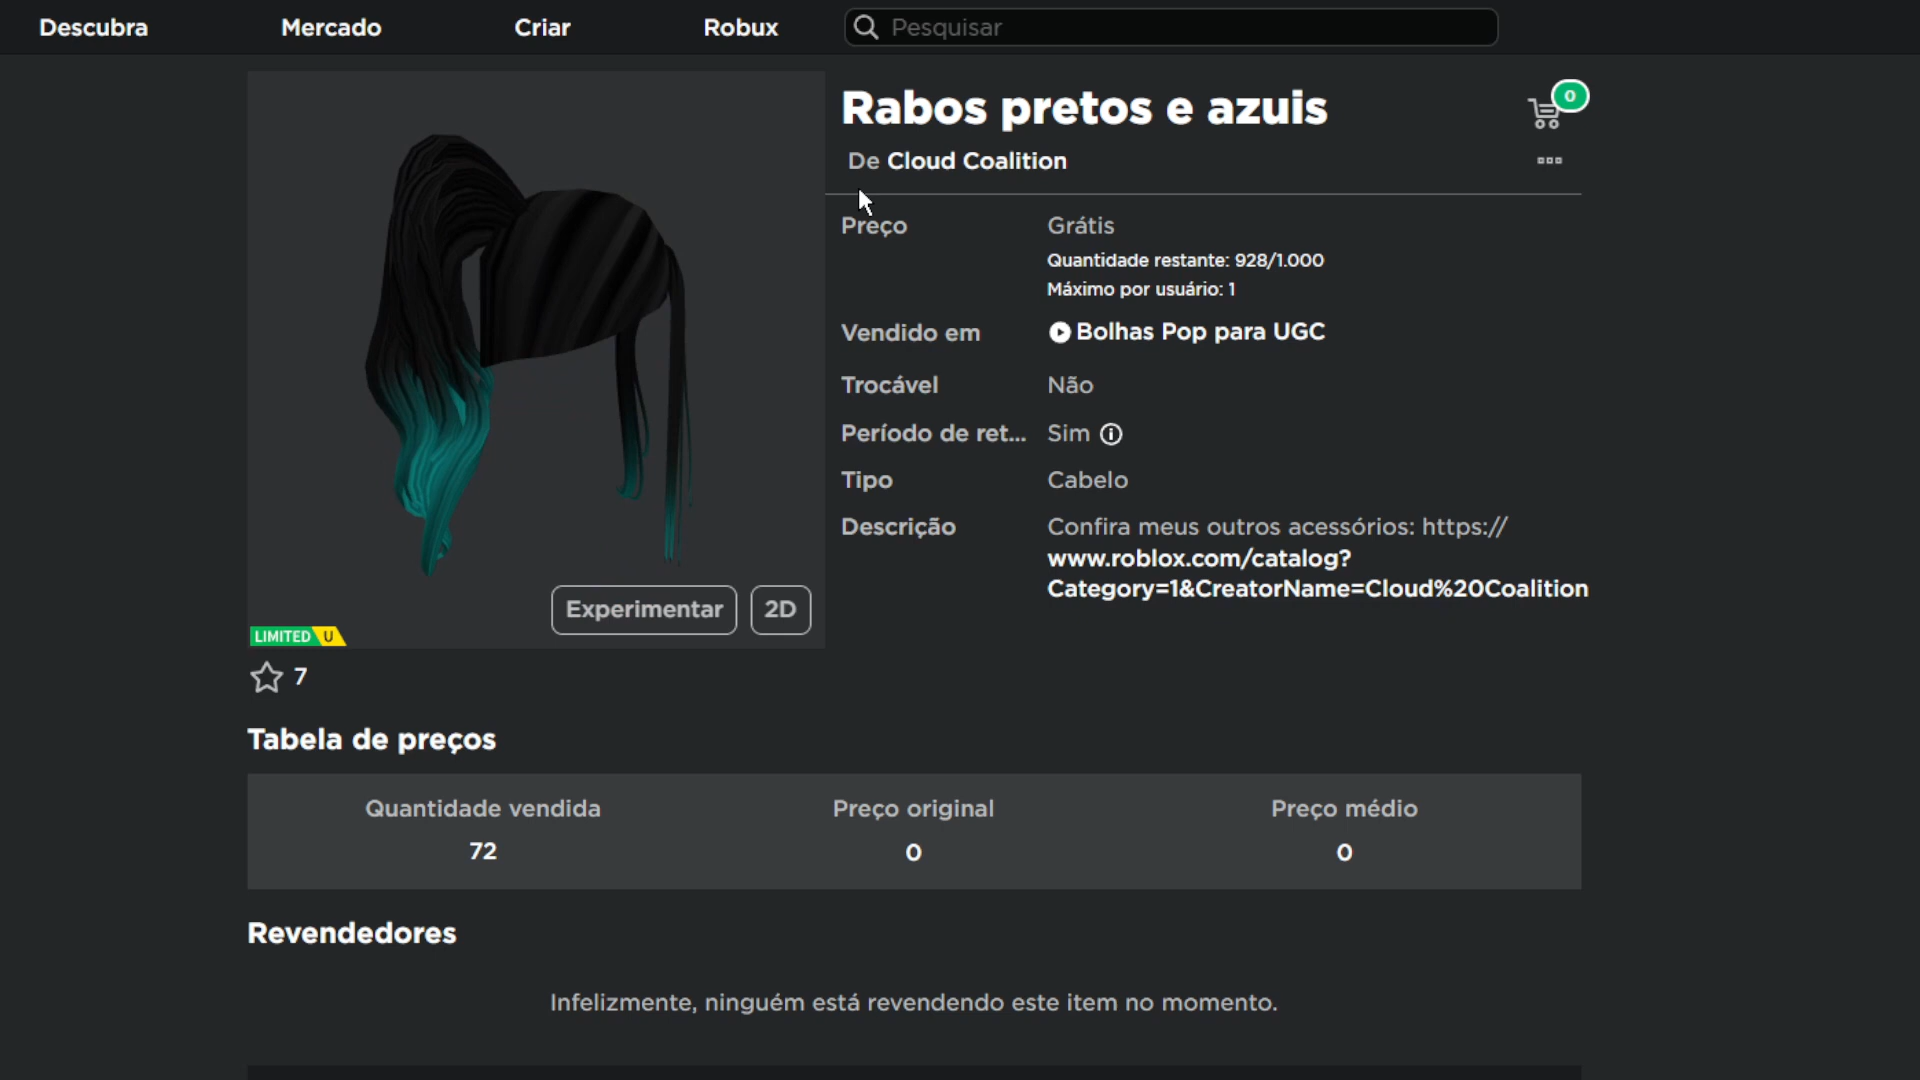 Descubra
Mercado
Criar
Robux
Pesquisar
Rabos pretos e azuis
0
De Cloud Coalition
Preço
Grátis
Quantidade restante: 928/1.000
Máximo por usuário: 1
Vendido em
Bolhas Pop para UGC
Trocável
Não
Período de ret...
Sim
Tipo
Cabelo
Descrição
Confira meus outros acessórios: https://
www.roblox.com/catalog?
Category=1&CreatorName=Cloud%20Coalition
Experimentar
2D
LIMITED U
7
Tabela de preços
Quantidade vendida
72
Preço original
0
Preço médio
0
Revendedores
Infelizmente, ninguém está revendendo este item no momento.